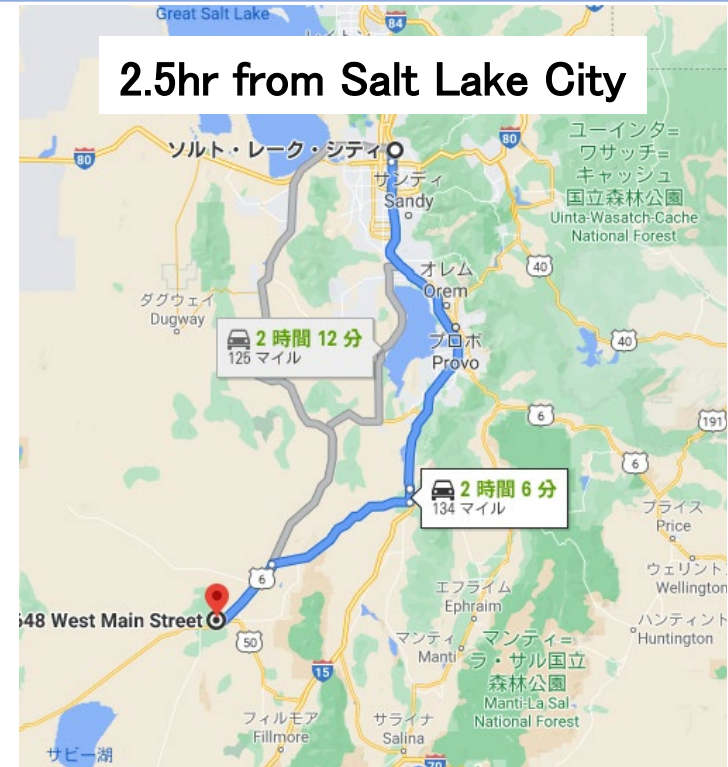 Great Salt Lake
84
2.5hr from Salt Lake City
80
ソルト・レーク・シティ
80
ユーインタ=
ワサッチ=
キャッシュ
国立森林公園
Uinta-Wasatch-Cache
National Forest
サンディ
Sandy
40
オレム
Orem
ダグウェイ
Dugway
2 時間 12 分
125 マイル
プロボ
Provo
40
6
191
6
2 時間 6 分
134 マイル
プライス
Price
ウェリント
Wellington
6
エフライム
Ephraim
648 West Main Street
ハンティント
Huntington
50
マンティ
Manti
マンティ=
ラ・サル国立
森林公園
Manti-La Sal
National Forest
15
フィルモア
Fillmore
サライナ
Salina
サビー湖
70